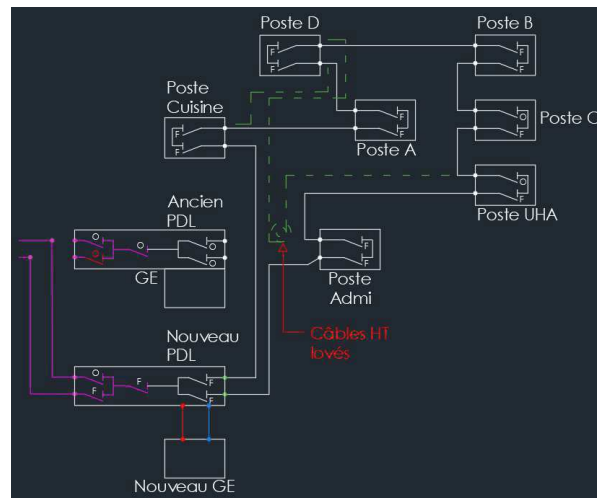 Poste D
Poste B
F
F
F
F
Poste
Cuisine
F
F
F
F
Poste A
O
F
Poste C
O
F
Poste UHA
Ancien
PDL
O
O
O
O
O
GE
F
F
Poste
Admi
Câbles HT
lovés
Nouveau
PDL
O
F
F
F
F
Nouveau GE